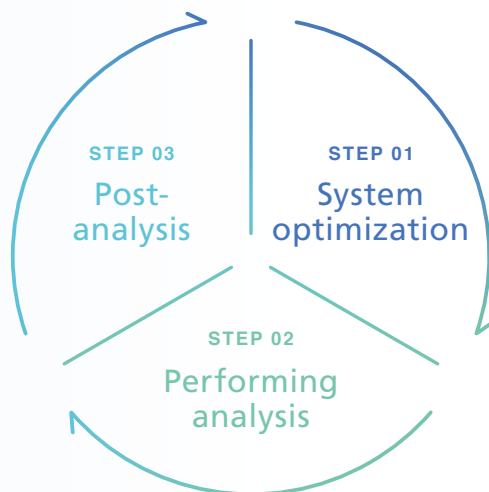 STEP 01
System
optimization
STEP 02
Performing
analysis
STEP 03
Post-
analysis